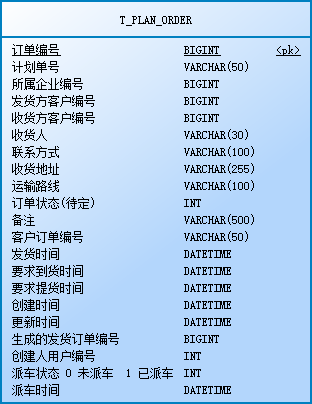 T_PLAN_ORDER
订单编号 BIGINT <pk>
计划单号 VARCHAR(50)
所属企业编号 BIGINT
发货方客户编号 BIGINT
收货方客户编号 BIGINT
收货人 VARCHAR(30)
联系方式 VARCHAR(100)
收货地址 VARCHAR(255)
运输路线 VARCHAR(100)
订单状态(待定) INT
备注 VARCHAR(500)
客户订单编号 VARCHAR(50)
发货时间 DATETIME
要求到货时间 DATETIME
要求提货时间 DATETIME
创建时间 DATETIME
更新时间 DATETIME
生成的发货订单编号 BIGINT
创建人用户编号 INT
派车状态 0 未派车 1 已派车 INT
派车时间 DATETIME